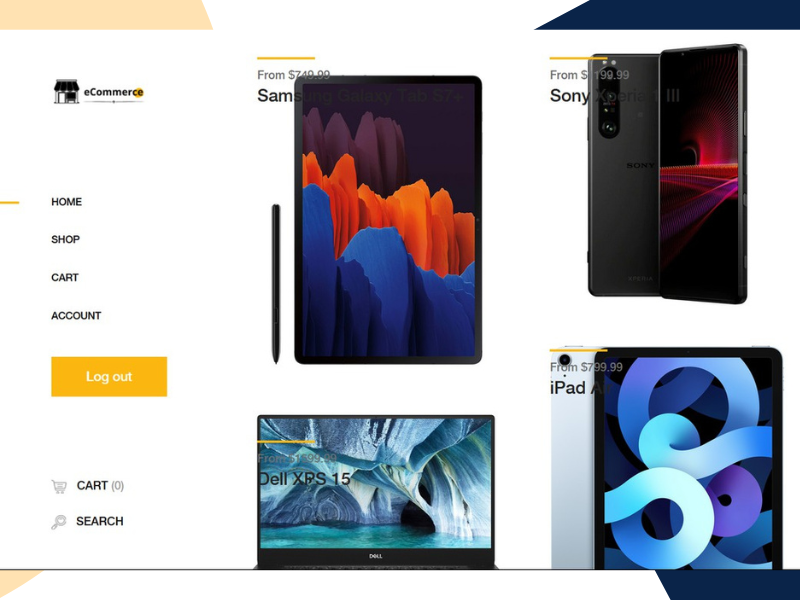 eCommerce
HOME
SHOP
CART
ACCOUNT
Log out
CART (0)
SEARCH
From $749.99
Samsung Galaxy Tab S7+
From $1199.99
Sony Xperia 1 III
SONY
XPERIA
From $1599.99
Dell XPS 15
DELL
From $799.99
iPad Air